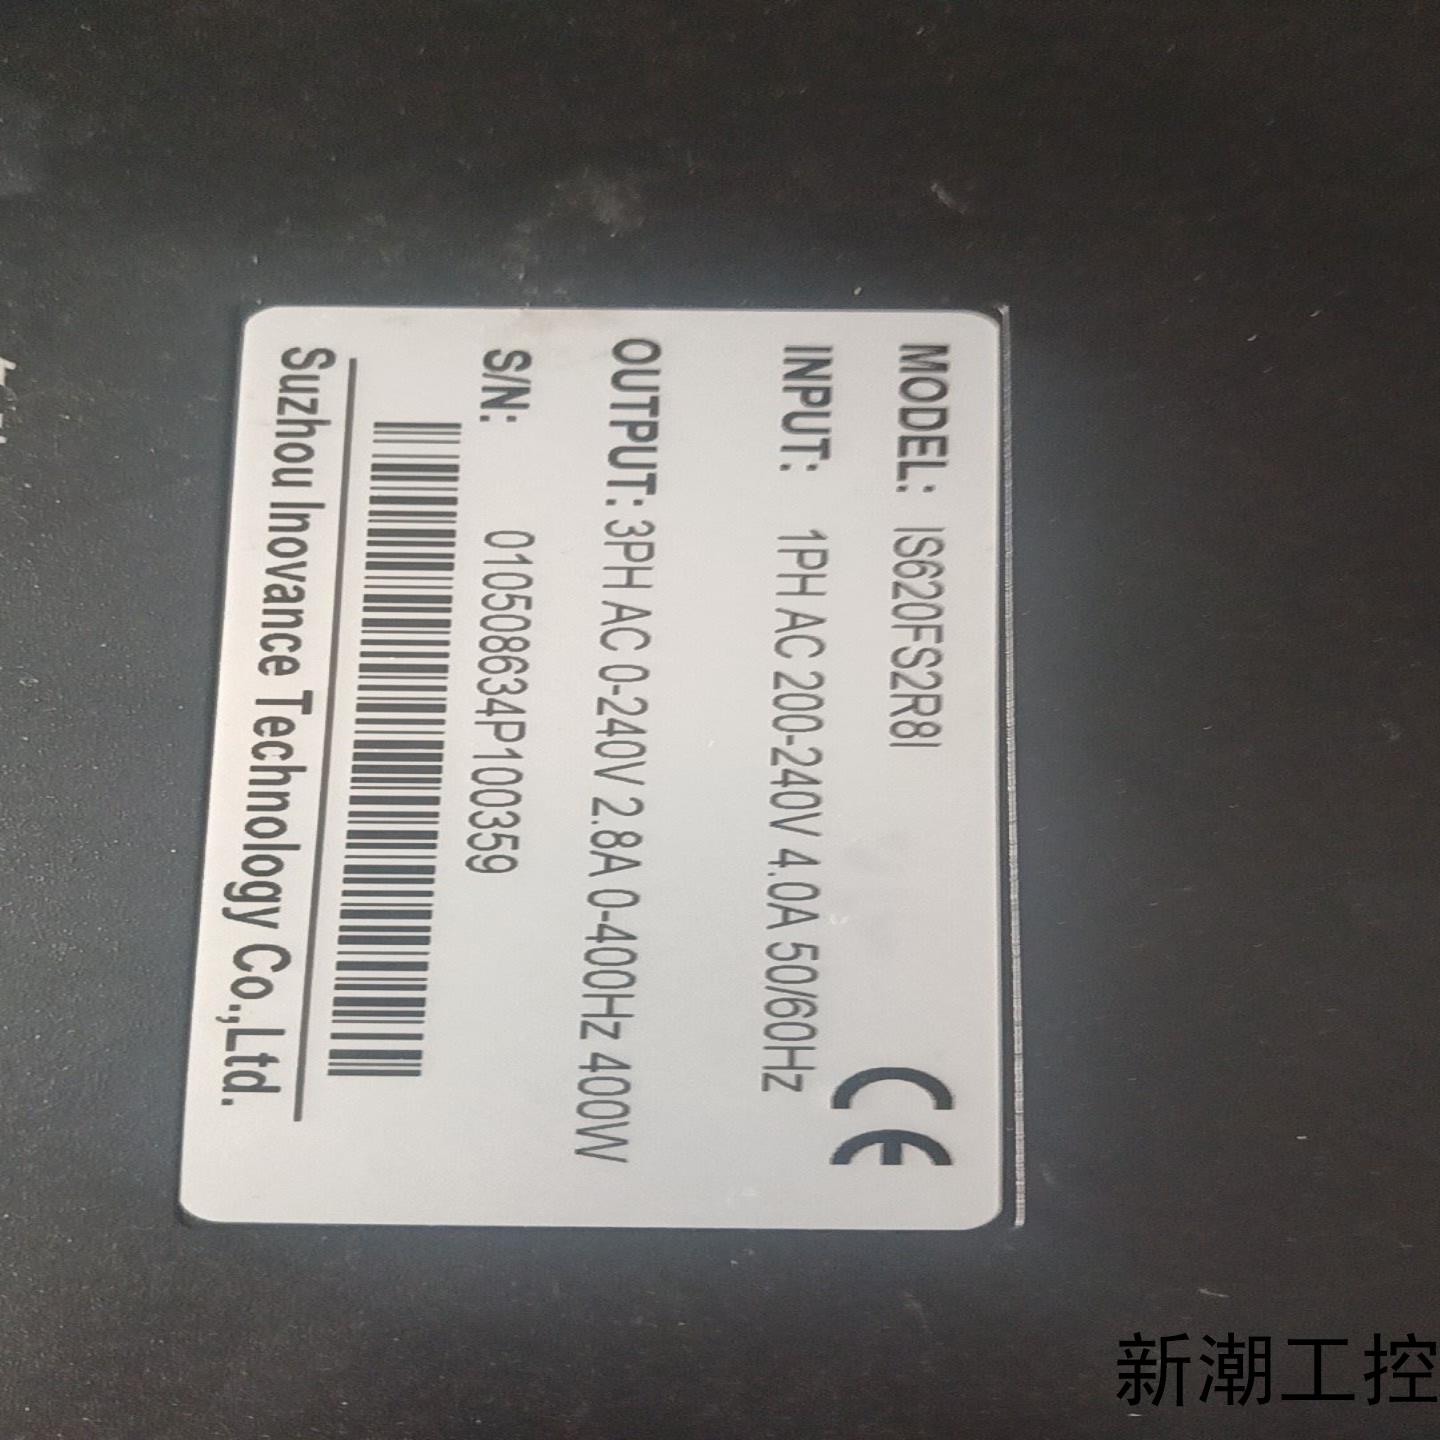 MODEL: IS620FS2R8I
INPUT: 1PH AC 200-240V 4.0A 50/60Hz
CE
OUTPUT: 3PH AC 0-240V 2.8A 0-400Hz 400W
S/N: 010508634P100359
Suzhou Inovance Technology Co.,Ltd.
新潮工控